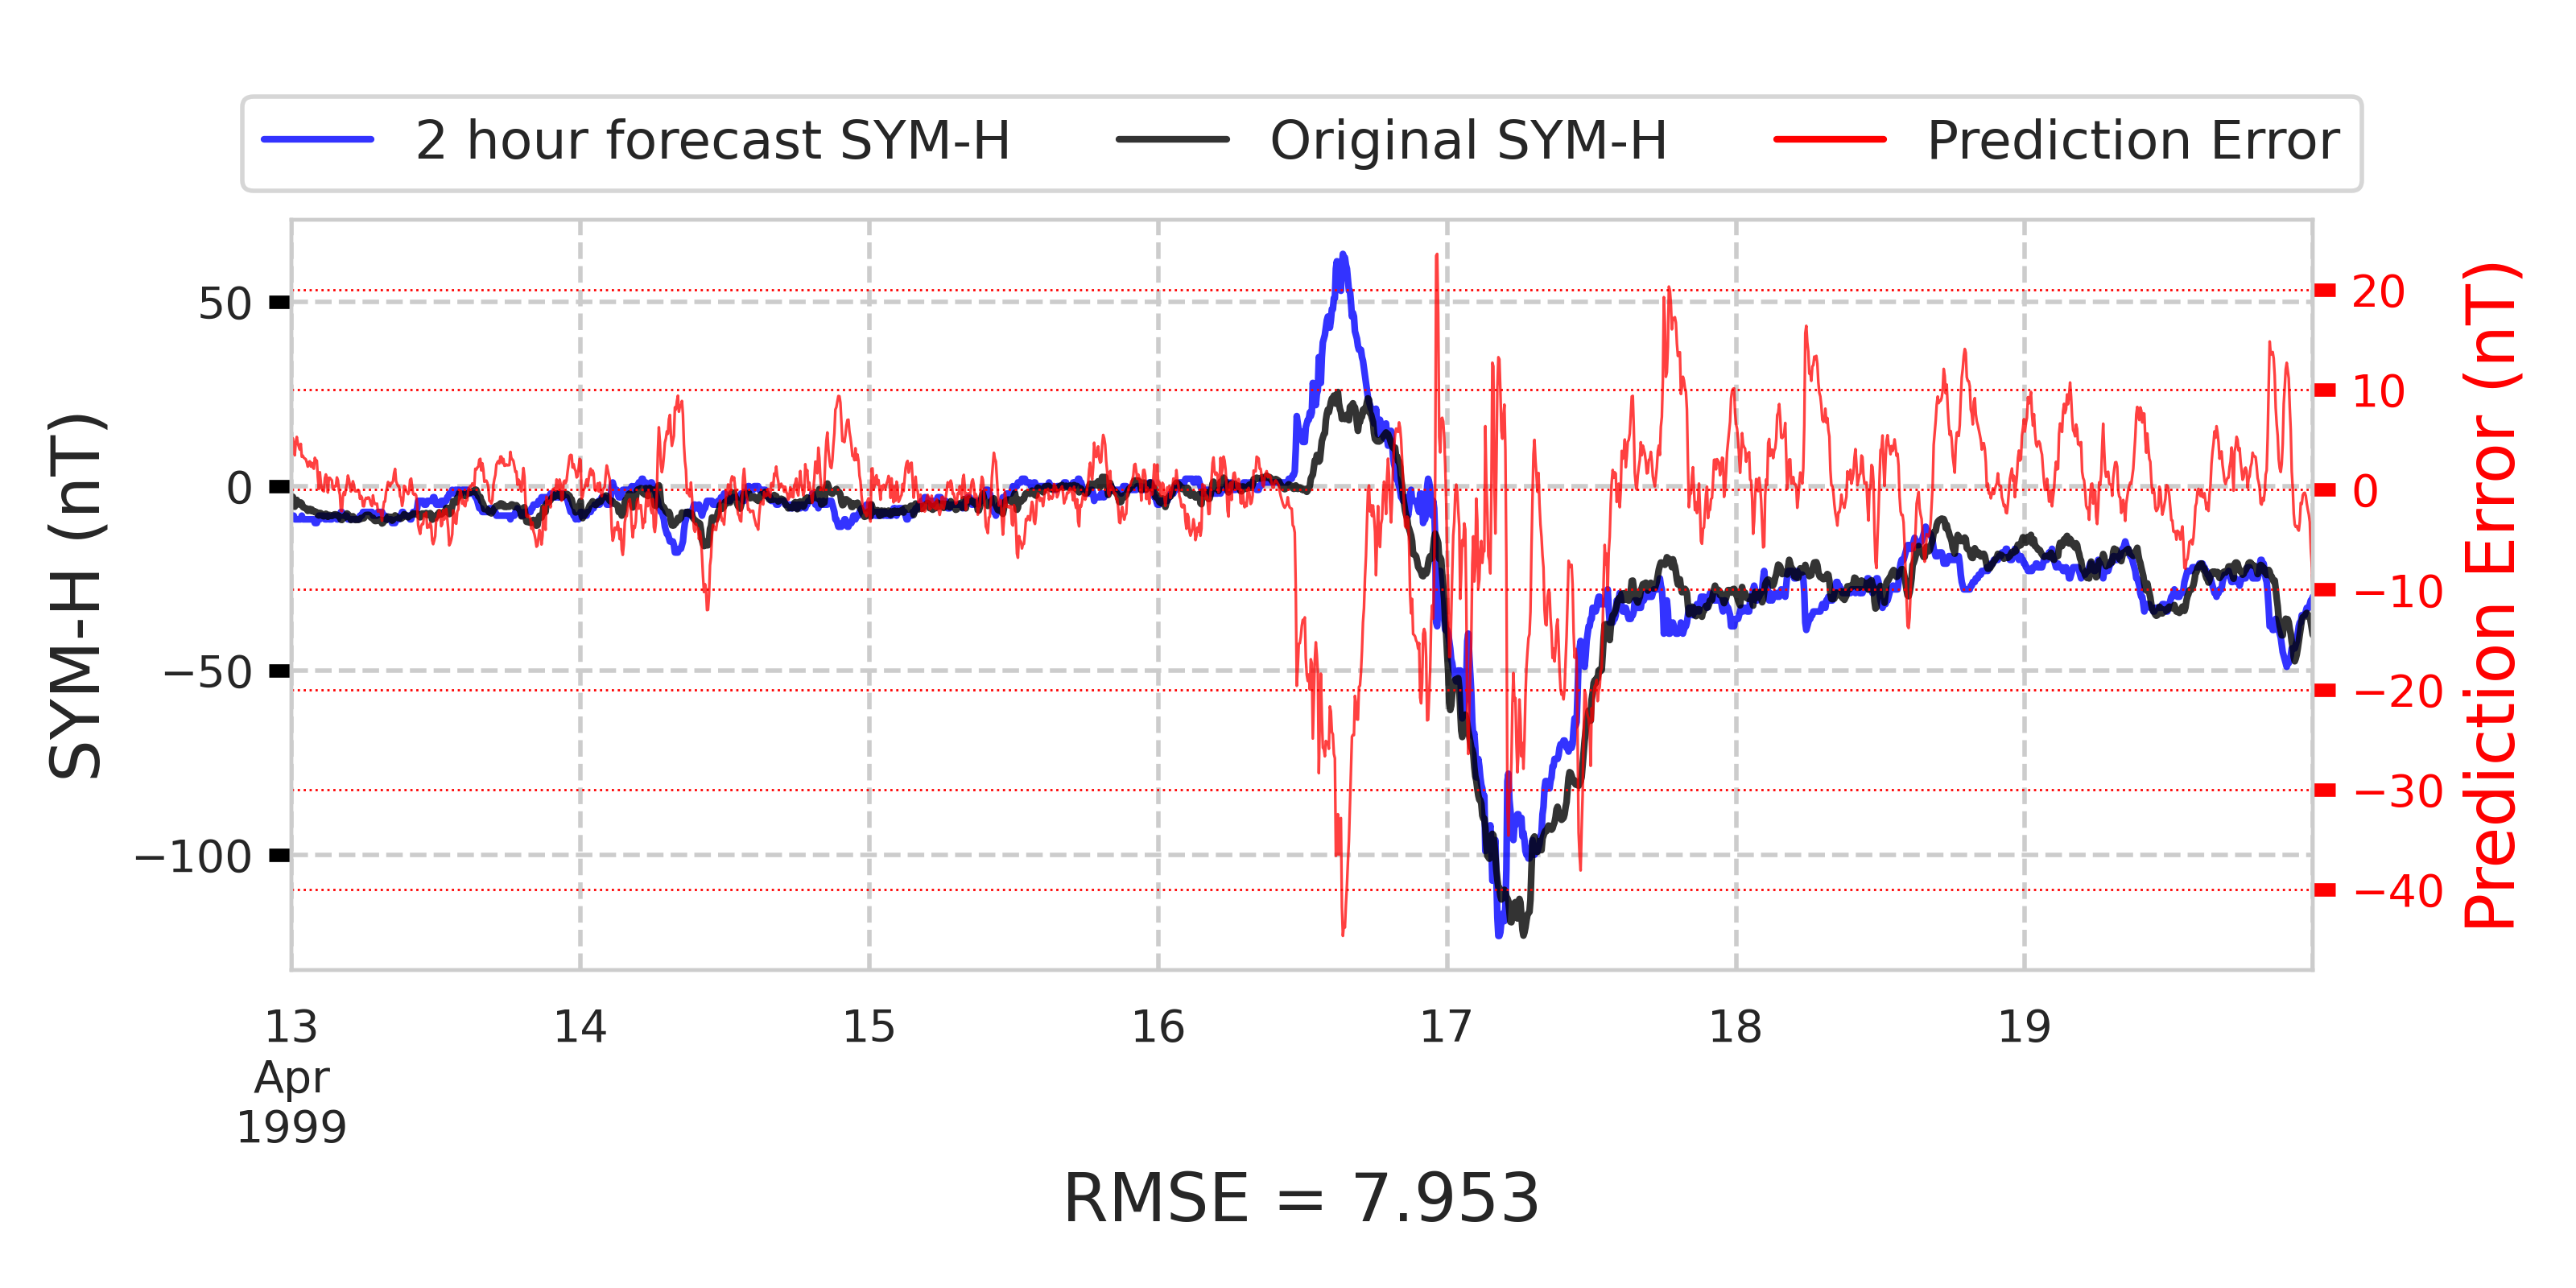 2 hour forecast SYM-H Original SYM-H Prediction Error
SYM-H (nT)
50
0
−50
−100
20
10
0
−10
−20
−30
−40
Prediction Error (nT)
13 14 15 16 17 18 19
Apr
1999
RMSE = 7.953